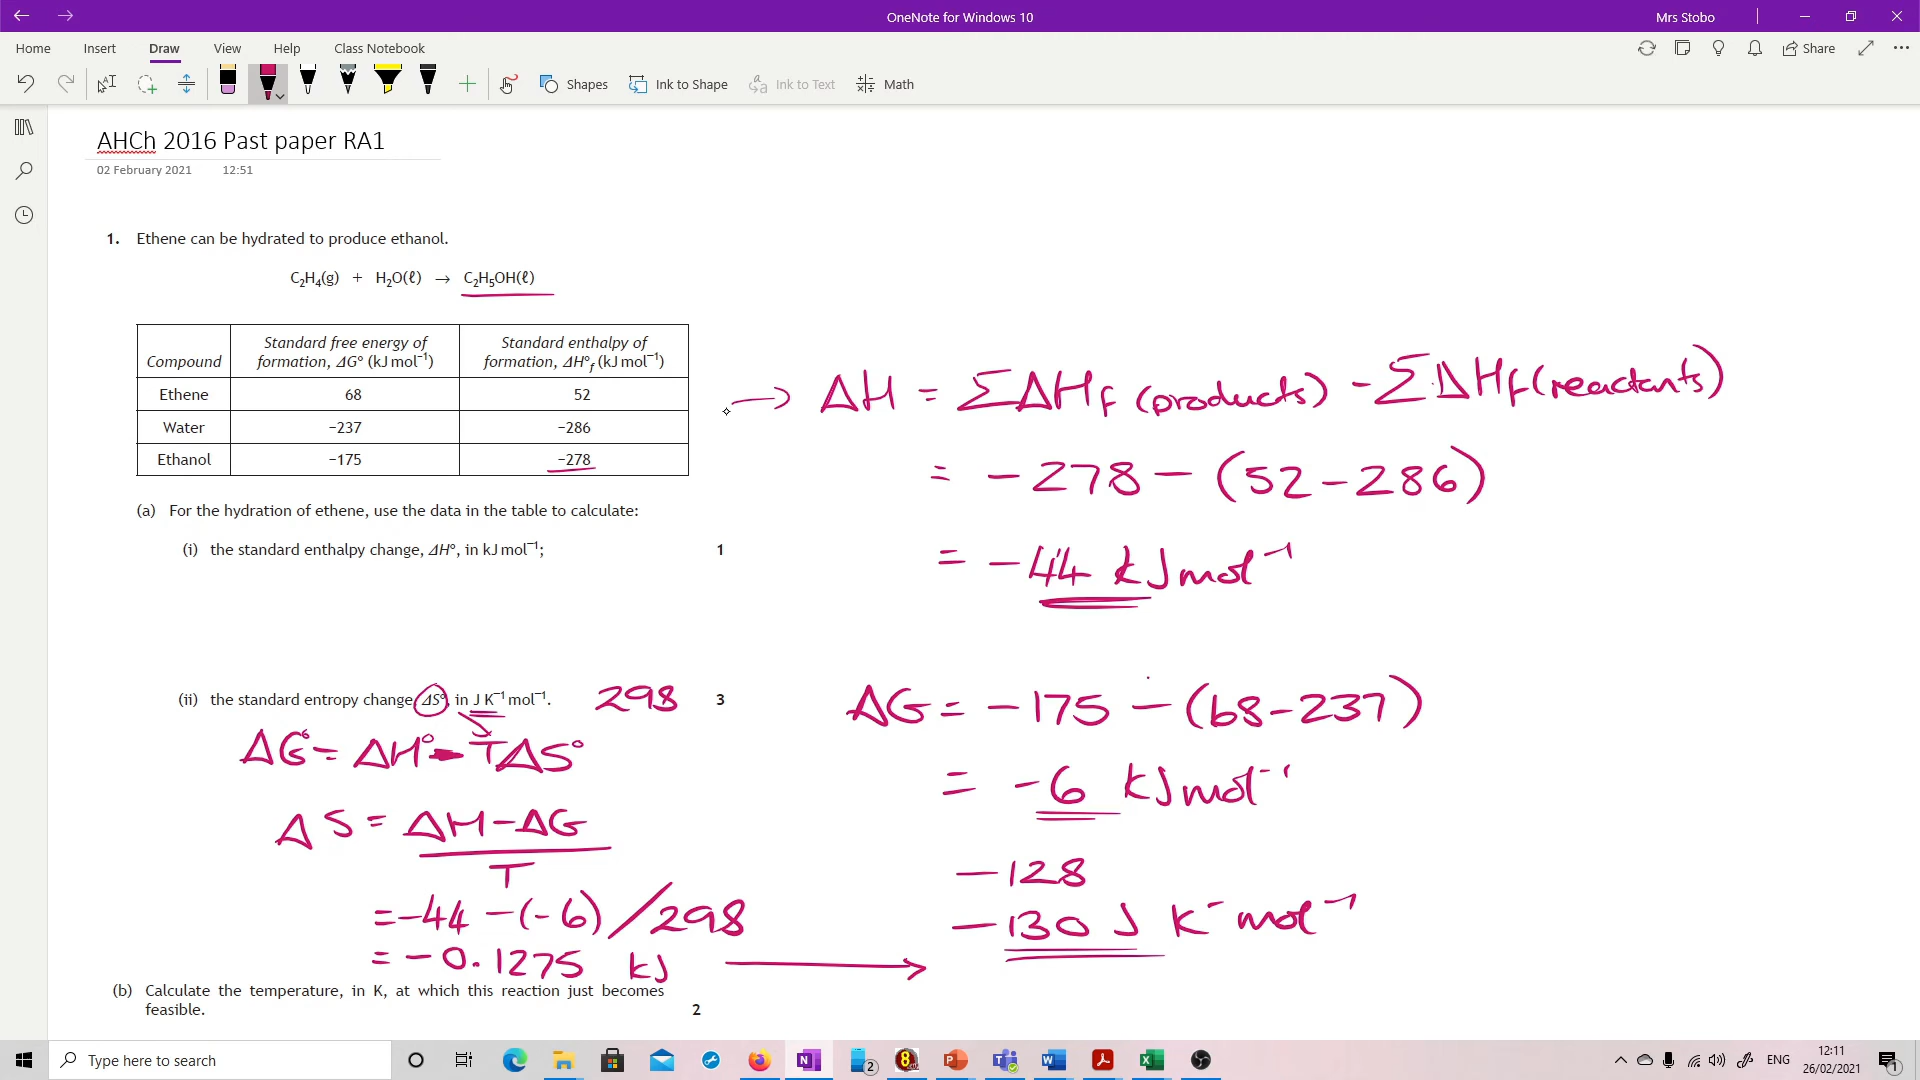 OneNote for Windows 10
Mrs Stobo
Home Insert Draw View Help Class Notebook
Share
Shapes Ink to Shape Ink to Text Math
AHCh 2016 Past paper RA1
02 February 2021 12:51
1. Ethene can be hydrated to produce ethanol.
C₂H₄(g) + H₂O(ℓ) → C₂H₅OH(ℓ)
Compound Standard free energy of formation, ΔG° (kJ mol⁻¹) Standard enthalpy of formation, ΔH°f (kJ mol⁻¹)
Ethene 68 52
Water −237 −286
Ethanol −175 −278
→ ΔH = ΣΔHf (products) - ΣΔHf (reactants)
= -278 - (52-286)
= -44 kJ mol⁻¹
(a) For the hydration of ethene, use the data in the table to calculate:
(i) the standard enthalpy change, ΔH°, in kJ mol⁻¹; 1
(ii) the standard entropy change, ΔS°, in J K⁻¹ mol⁻¹. 298 3
ΔG° = ΔH° - TΔS°
ΔS = ΔH - ΔG
T
= -44 - (-6) / 298
= -0.1275 kJ →
ΔG = -175 - (68-237)
= -6 kJ mol⁻¹
-128
-130 J K⁻ mol⁻¹
(b) Calculate the temperature, in K, at which this reaction just becomes
feasible. 2
Type here to search
2
8
ENG
12:11
26/02/2021
1